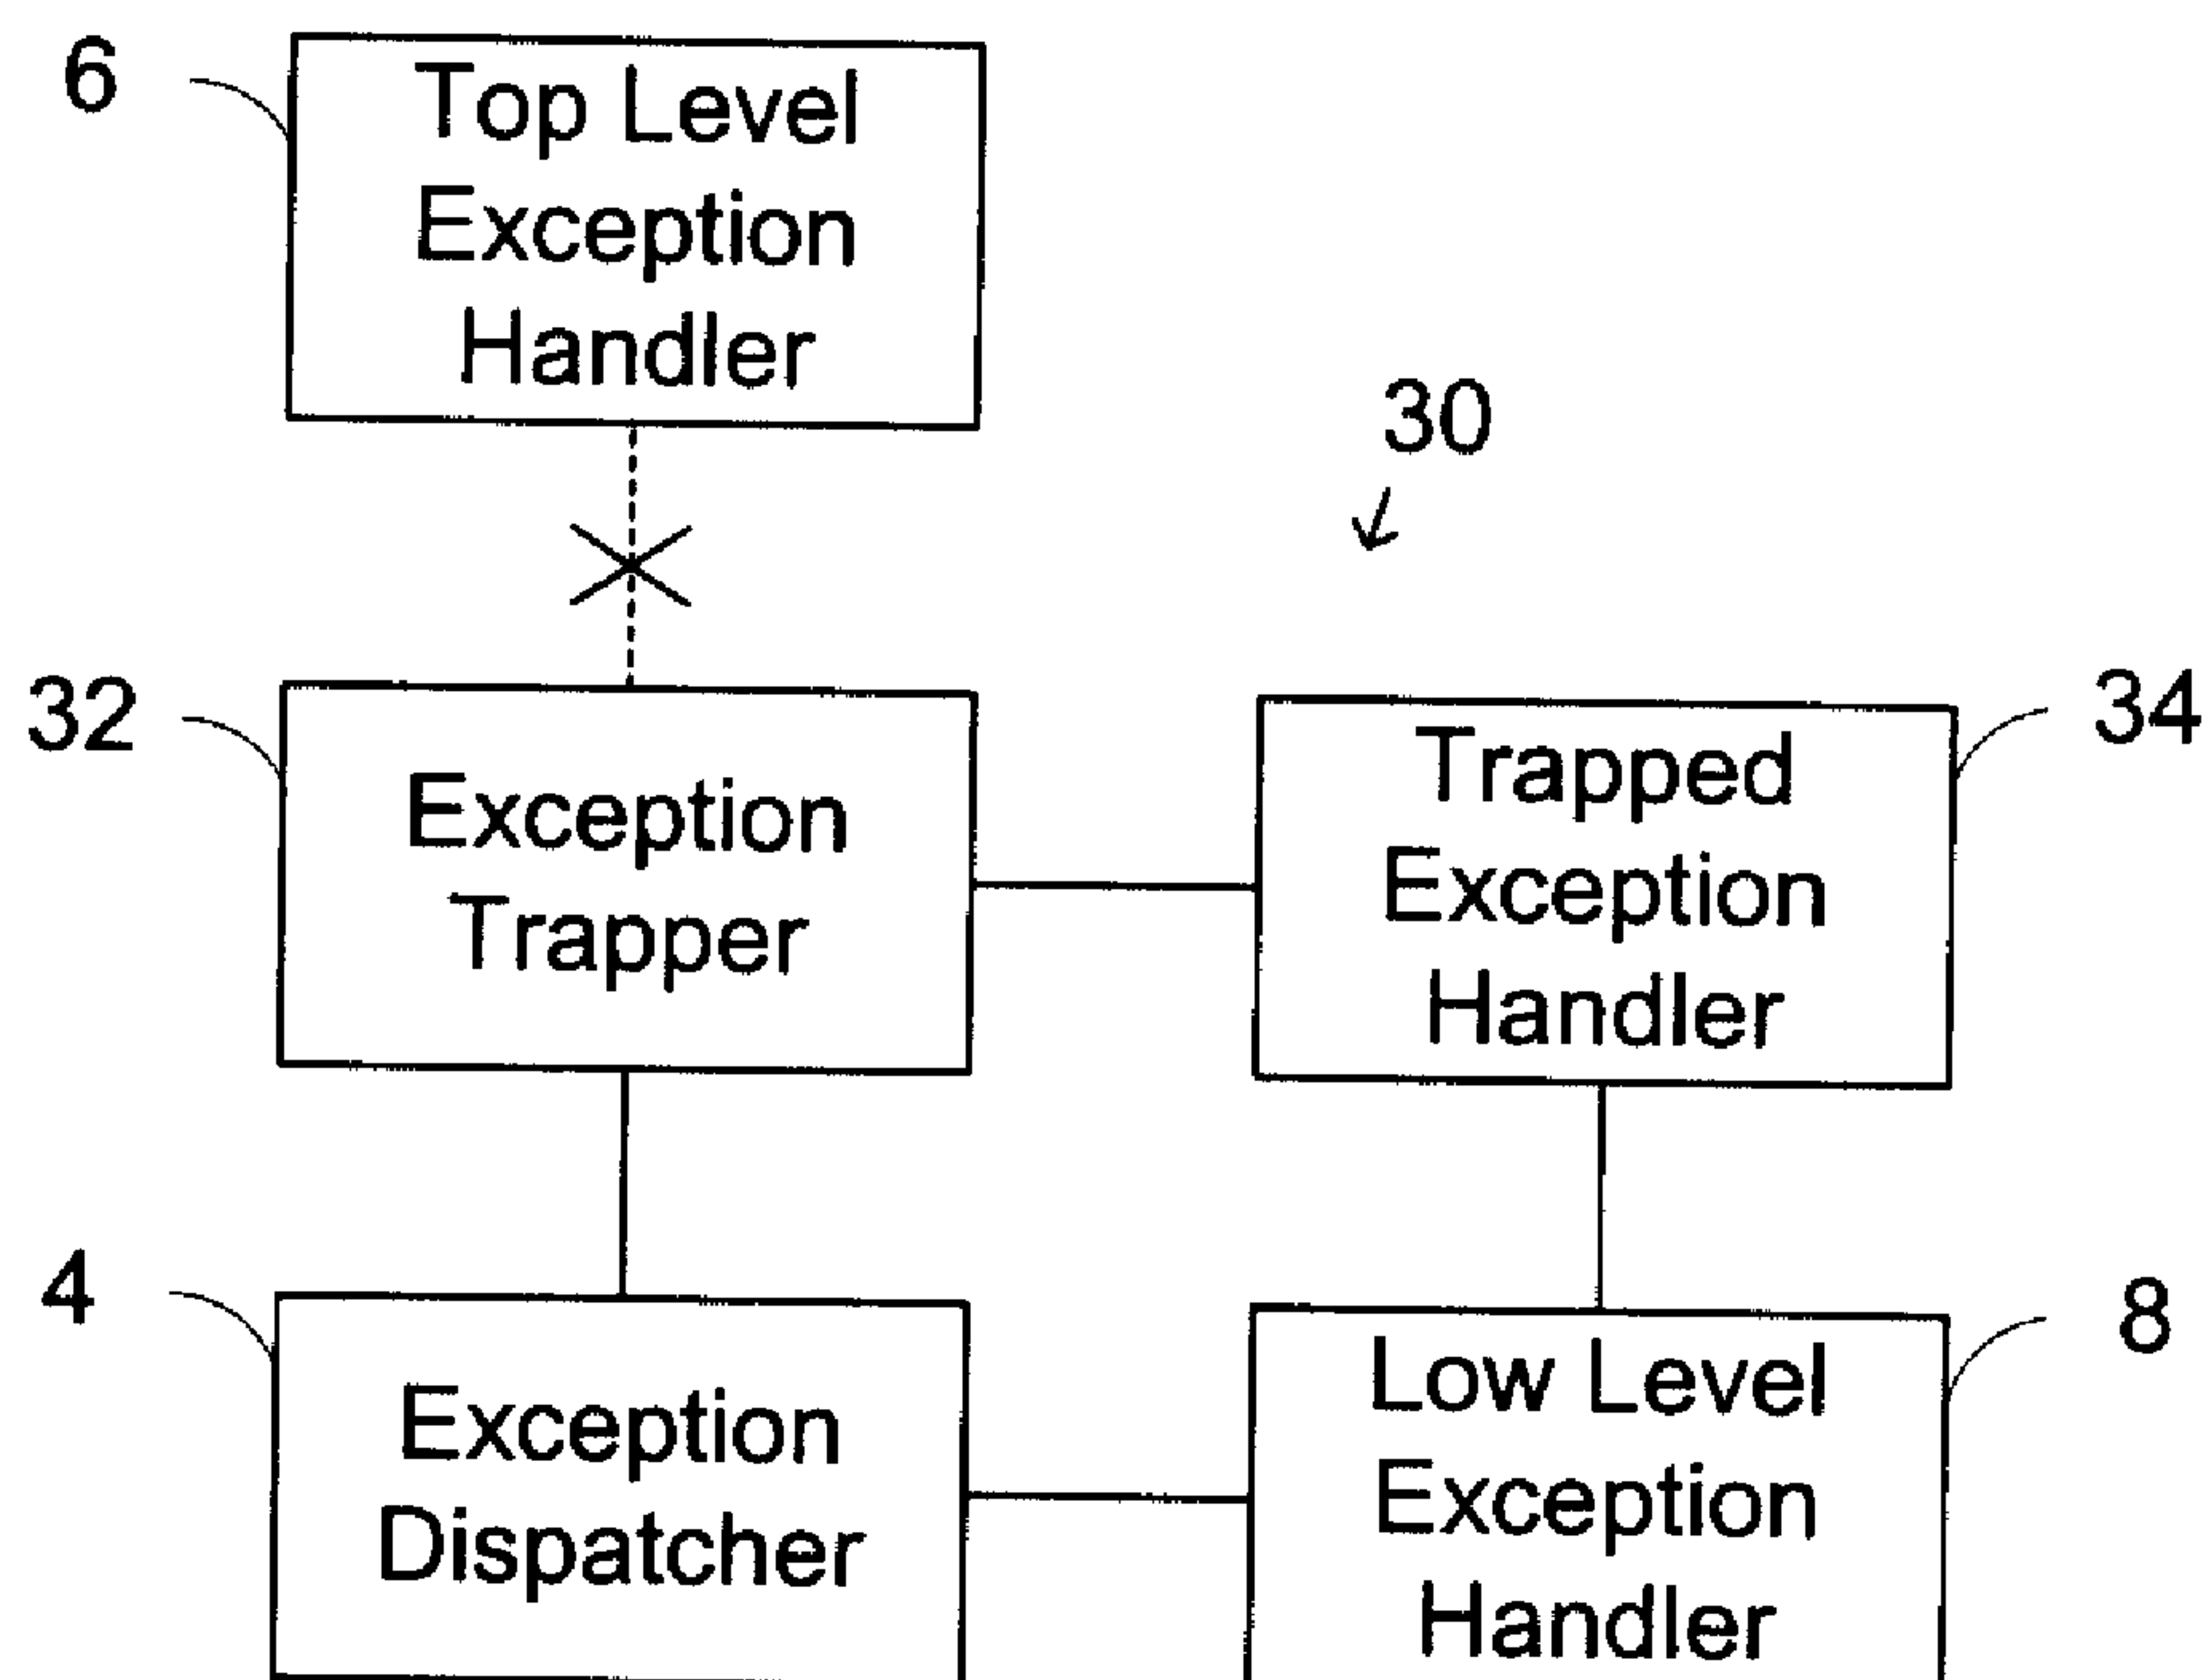 6
Top Level
Exception
Handler
30
32
Exception
Trapper
34
Trapped
Exception
Handler
4
Exception
Dispatcher
8
Low Level
Exception
Handler